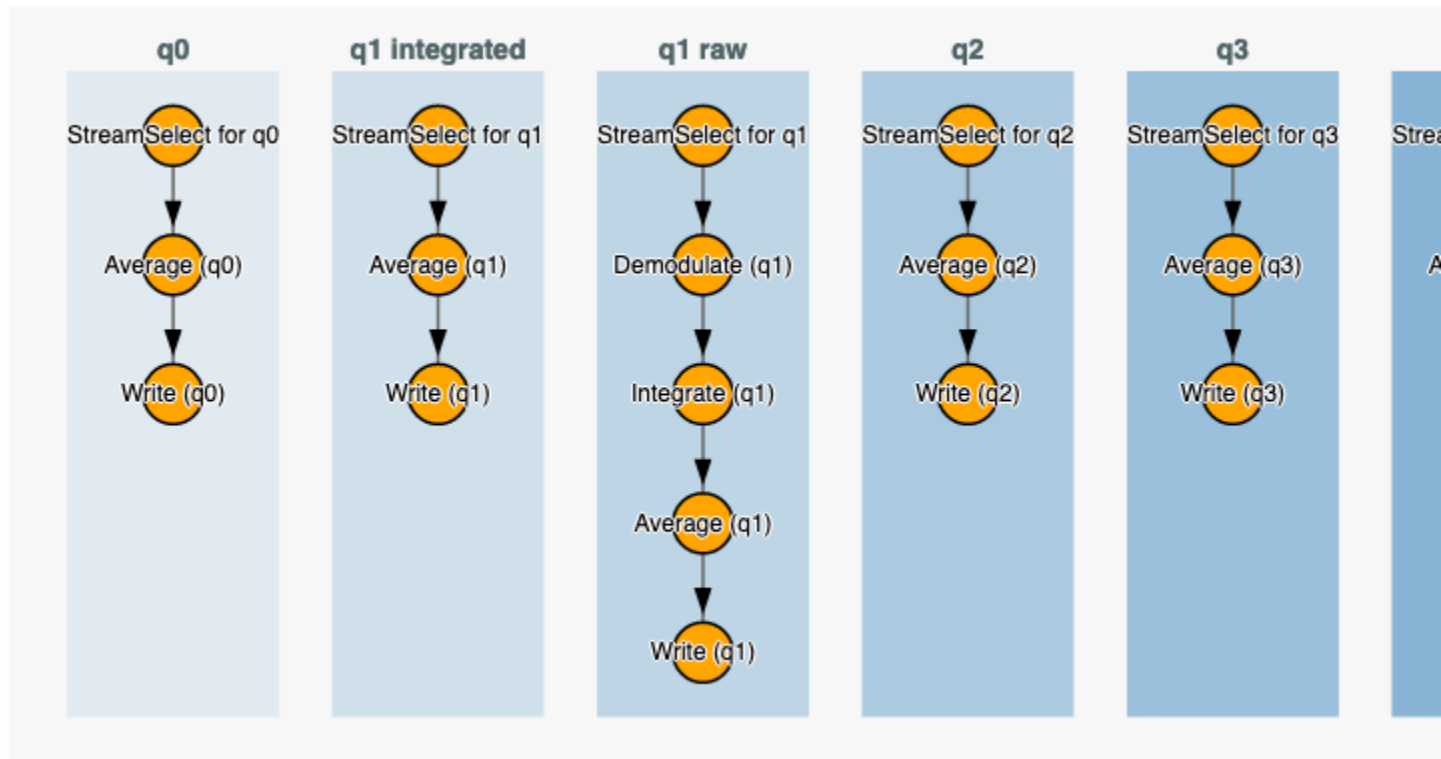 q0
q1 integrated
q1 raw
q2
q3
StreamSelect for q0
StreamSelect for q1
StreamSelect for q1
StreamSelect for q2
StreamSelect for q3
Average (q0)
Average (q1)
Demodulate (q1)
Average (q2)
Average (q3)
Write (q0)
Write (q1)
Integrate (q1)
Write (q2)
Write (q3)
Average (q1)
Write (q1)